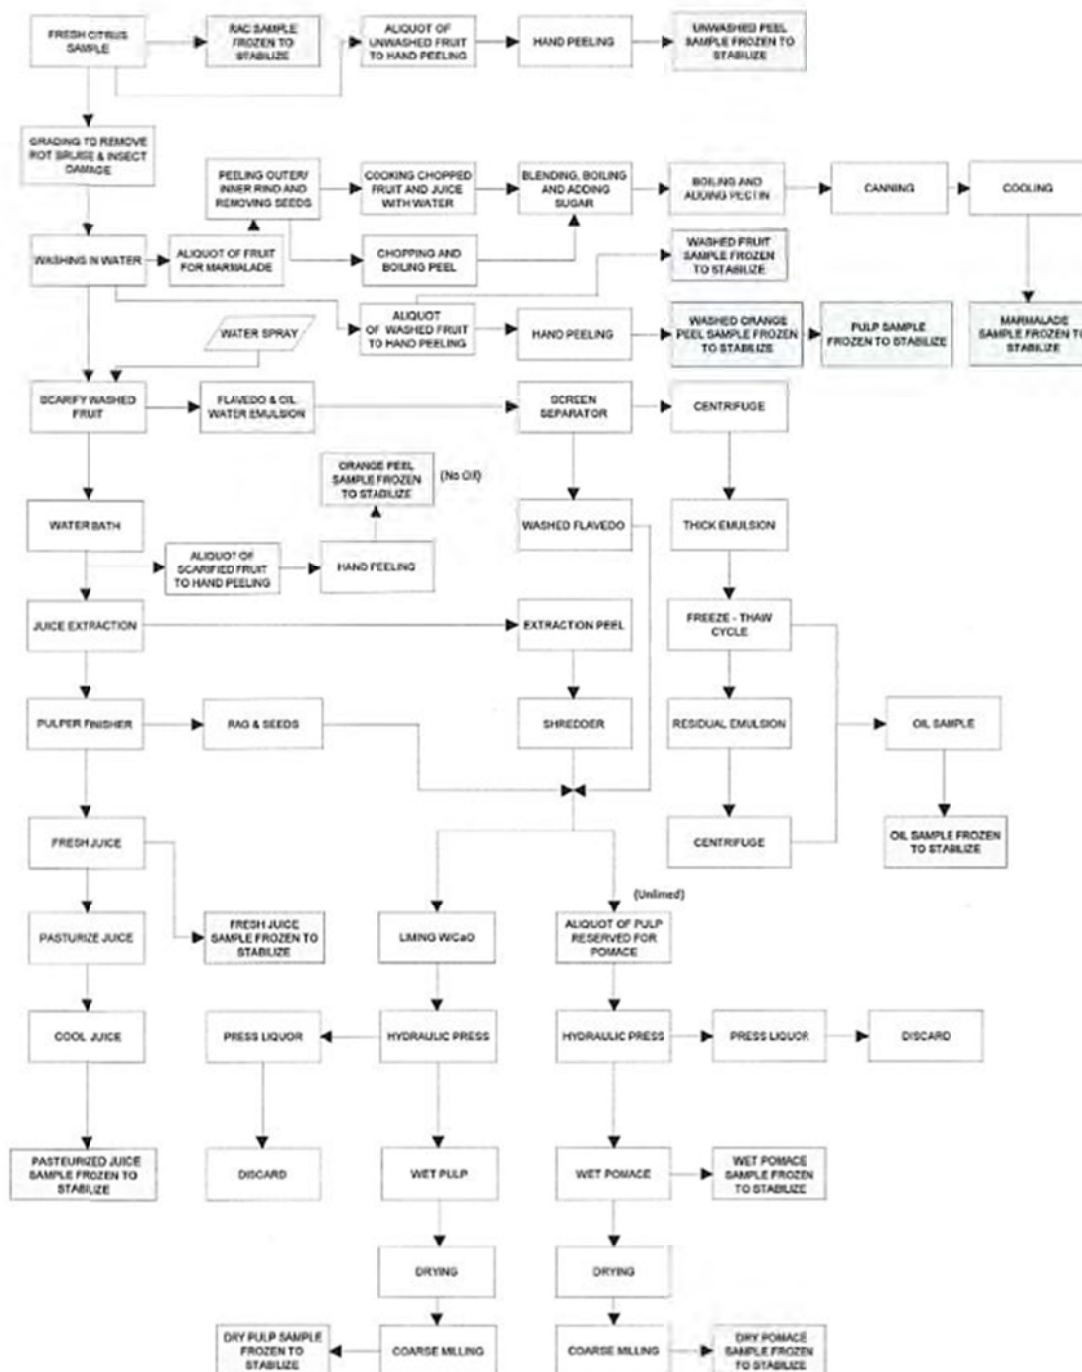 FRESH CITRUS
SAMPLE
RAC SAMPLE
FROZEN TO
STABILIZE
ALIQUOT OF
UNWASHED FRUIT
TO HAND PEELING
HAND PEELING
UNWASHED PEEL
SAMPLE FROZEN TO
STABILIZE
GRADING TO REMOVE
ROT BRUISE & INSECT
DAMAGE
PEELING OUTER/
INNER RIND AND
REMOVING SEEDS
COOKING CHOPPED
FRUIT AND JUICE
WITH WATER
BLENDING, BOILING
AND ADDING
SUGAR
BOILING AND
ADDING PECTIN
CANNING
COOLING
WASHING IN WATER
ALIQUOT OF FRUIT
FOR MARMALADE
CHOPPING AND
BOILING PEEL
WASHED FRUIT
SAMPLE FROZEN
TO STABILIZE
WATER SPRAY
ALIQUOT
OF WASHED FRUIT
TO HAND PEELING
HAND PEELING
WASHED ORANGE
PEEL SAMPLE FROZEN
TO STABILIZE
PULP SAMPLE
FROZEN TO STABILIZE
MARMALADE
SAMPLE FROZEN TO
STABILIZE
SCARIFY WASHED
FRUIT
FLAVEDO & OIL
WATER EMULSION
SCREEN
SEPARATOR
CENTRIFUGE
ORANGE PEEL
SAMPLE FROZEN
TO STABILIZE
(No Oil)
WATER BATH
WASHED FLAVEDO
THICK EMULSION
ALIQUOT OF
SCARIFIED FRUIT
TO HAND PEELING
HAND PEELING
JUICE EXTRACTION
EXTRACTION PEEL
FREEZE - THAW
CYCLE
PULPER FINISHER
RAG & SEEDS
SHREDDER
RESIDUAL EMULSION
OIL SAMPLE
FRESH JUICE
CENTRIFUGE
OIL SAMPLE FROZEN
TO STABILIZE
(Unlimed)
PASTURIZE JUICE
FRESH JUICE
SAMPLE FROZEN TO
STABILIZE
LIMING W/CaO
ALIQUOT OF PULP
RESERVED FOR
POMACE
COOL JUICE
PRESS LIQUOR
HYDRAULIC PRESS
HYDRAULIC PRESS
PRESS LIQUOR
DISCARD
PASTEURIZED JUICE
SAMPLE FROZEN TO
STABILIZE
DISCARD
WET PULP
WET POMACE
WET POMACE
SAMPLE FROZEN
TO STABILIZE
DRYING
DRYING
DRY PULP SAMPLE
FROZEN TO
STABILIZE
COARSE MILLING
COARSE MILLING
DRY POMACE
SAMPLE FROZEN
TO STABILIZE